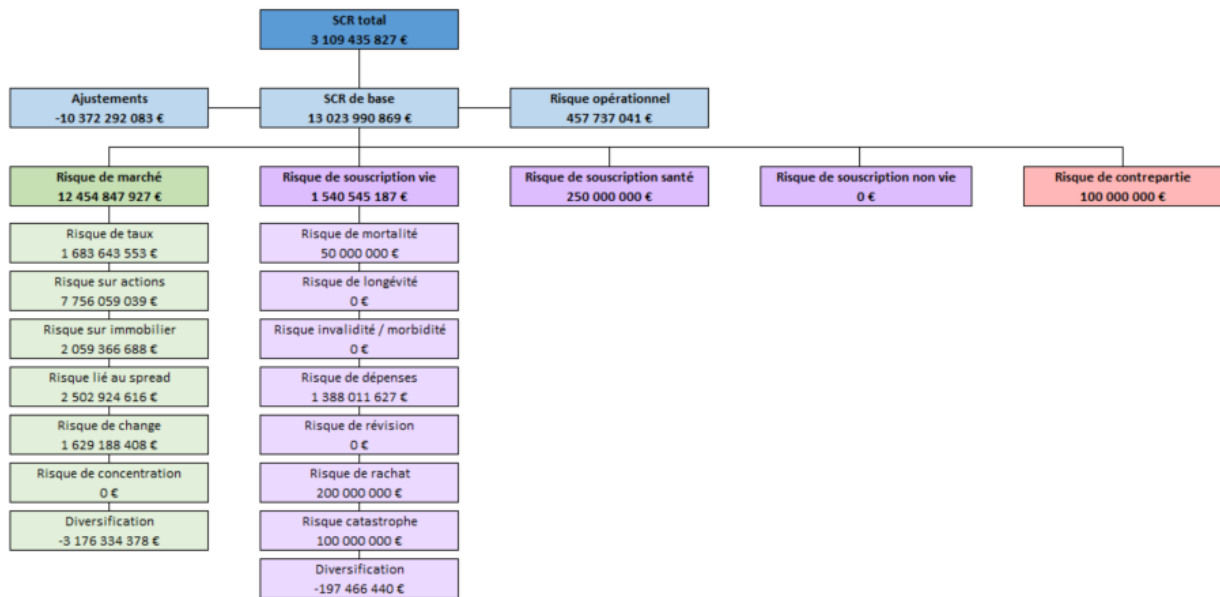 SCR total
3 109 435 827 €
Ajustements
-10 372 292 083 €
SCR de base
13 023 990 869 €
Risque opérationnel
457 737 041 €
Risque de marché
12 454 847 927 €
Risque de souscription vie
1 540 545 187 €
Risque de souscription santé
250 000 000 €
Risque de souscription non vie
0 €
Risque de contrepartie
100 000 000 €
Risque de taux
1 683 643 553 €
Risque sur actions
7 756 059 039 €
Risque sur immobilier
2 059 366 688 €
Risque lié au spread
2 502 924 616 €
Risque de change
1 629 188 408 €
Risque de concentration
0 €
Diversification
-3 176 334 378 €
Risque de mortalité
50 000 000 €
Risque de longévité
0 €
Risque invalidité / morbidité
0 €
Risque de dépenses
1 388 011 627 €
Risque de révision
0 €
Risque de rachat
200 000 000 €
Risque catastrophe
100 000 000 €
Diversification
-197 466 440 €